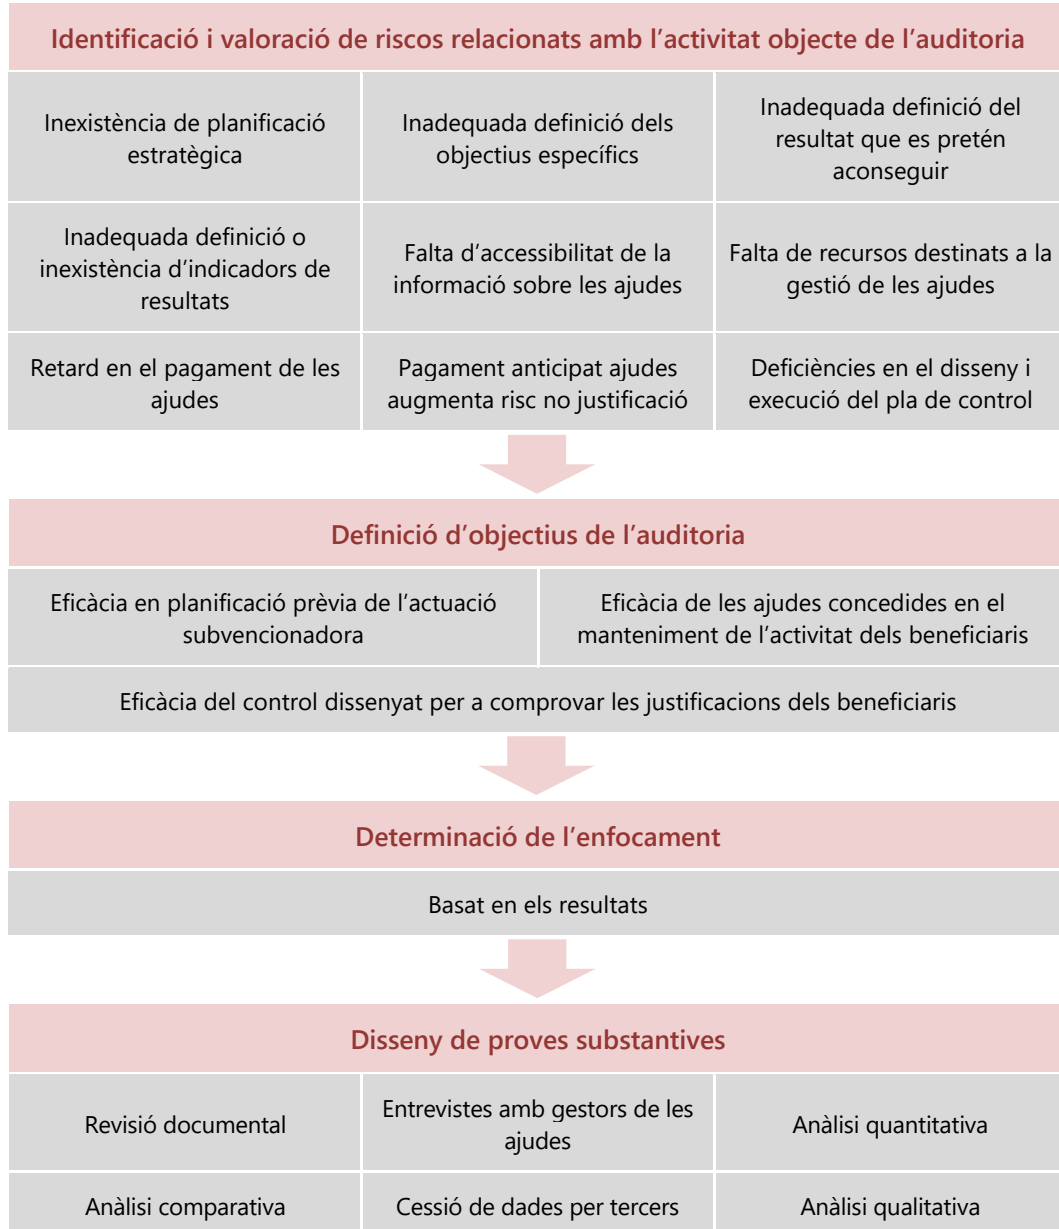 Identificació i valoració de riscos relacionats amb l’activitat objecte de l’auditoria
Inexistència de planificació
estratègica
Inadequada definició dels
objectius específics
Inadequada definició del
resultat que es pretén
aconseguir
Inadequada definició o
inexistència d’indicadors de
resultats
Falta d’accessibilitat de la
informació sobre les ajudes
Falta de recursos destinats a la
gestió de les ajudes
Retard en el pagament de les
ajudes
Pagament anticipat ajudes
augmenta risc no justificació
Deficiències en el disseny i
execució del pla de control
Definició d’objectius de l’auditoria
Eficàcia en planificació prèvia de l’actuació
subvencionadora
Eficàcia de les ajudes concedides en el
manteniment de l’activitat dels beneficiaris
Eficàcia del control dissenyat per a comprovar les justificacions dels beneficiaris
Determinació de l’enfocament
Basat en els resultats
Disseny de proves substantives
Revisió documental
Entrevistes amb gestors de les
ajudes
Anàlisi quantitativa
Anàlisi comparativa
Cessió de dades per tercers
Anàlisi qualitativa